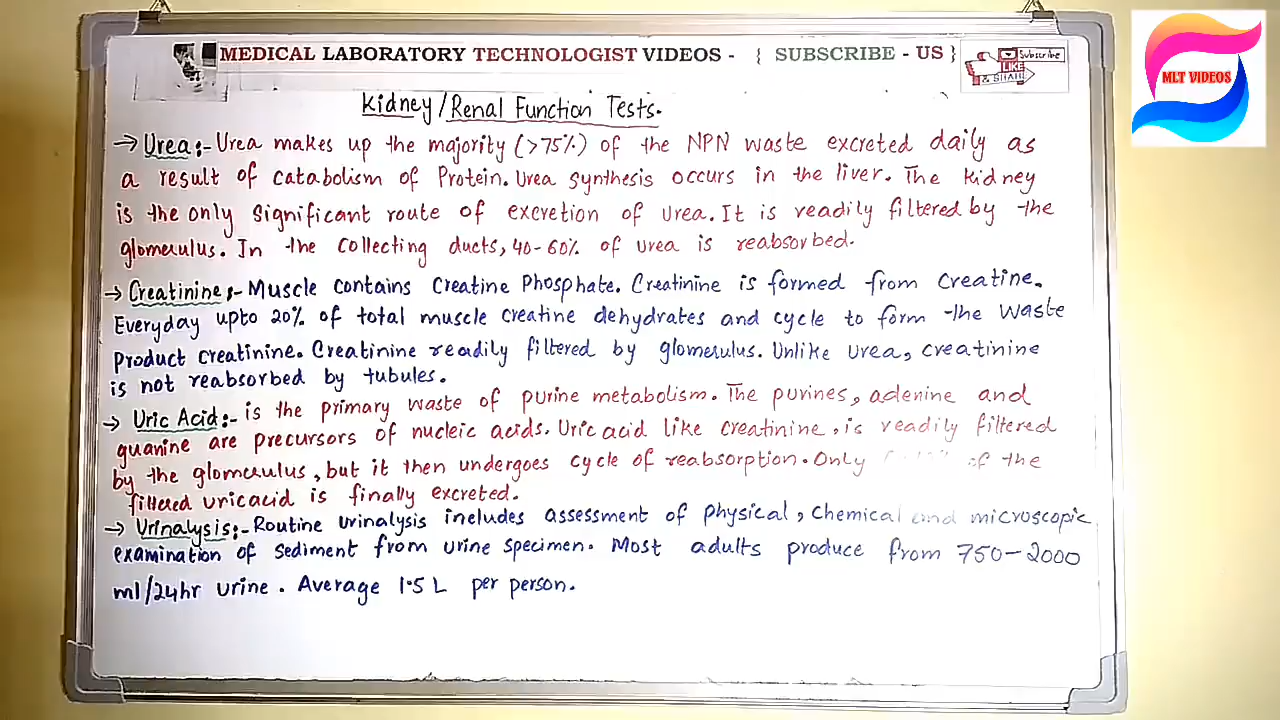 MEDICAL LABORATORY TECHNOLOGIST VIDEOS - { SUBSCRIBE - US }
Subscribe
LIKE
& SHARE
MLT VIDEOS
Kidney/Renal Function Tests.
→ Urea:- Urea makes up the majority (>75%) of the NPN waste excreted daily as
a result of catabolism of Protein. Urea synthesis occurs in the liver. The kidney
is the only significant route of excretion of urea. It is readily filtered by the
glomerulus. In the collecting ducts, 40-60% of urea is reabsorbed.
→ Creatinine:- Muscle contains Creatine Phosphate. Creatinine is formed from Creatine.
Everyday upto 20% of total muscle creatine dehydrates and cycle to form the waste
Product creatinine. Creatinine readily filtered by glomerulus. Unlike urea, creatinine
is not reabsorbed by tubules.
→ Uric Acid:- is the primary waste of purine metabolism. The purines, adenine and
guanine are precursors of nucleic acids. Uric acid like creatinine, is readily filtered
by the glomerulus, but it then undergoes cycle of reabsorption. Only of the
filtered uric acid is finally excreted.
→ Urinalysis:- Routine urinalysis includes assessment of physical, chemical and microscopic
examination of sediment from urine specimen. Most adults produce from 750-2000
ml/24hr urine. Average 1.5 L per person.